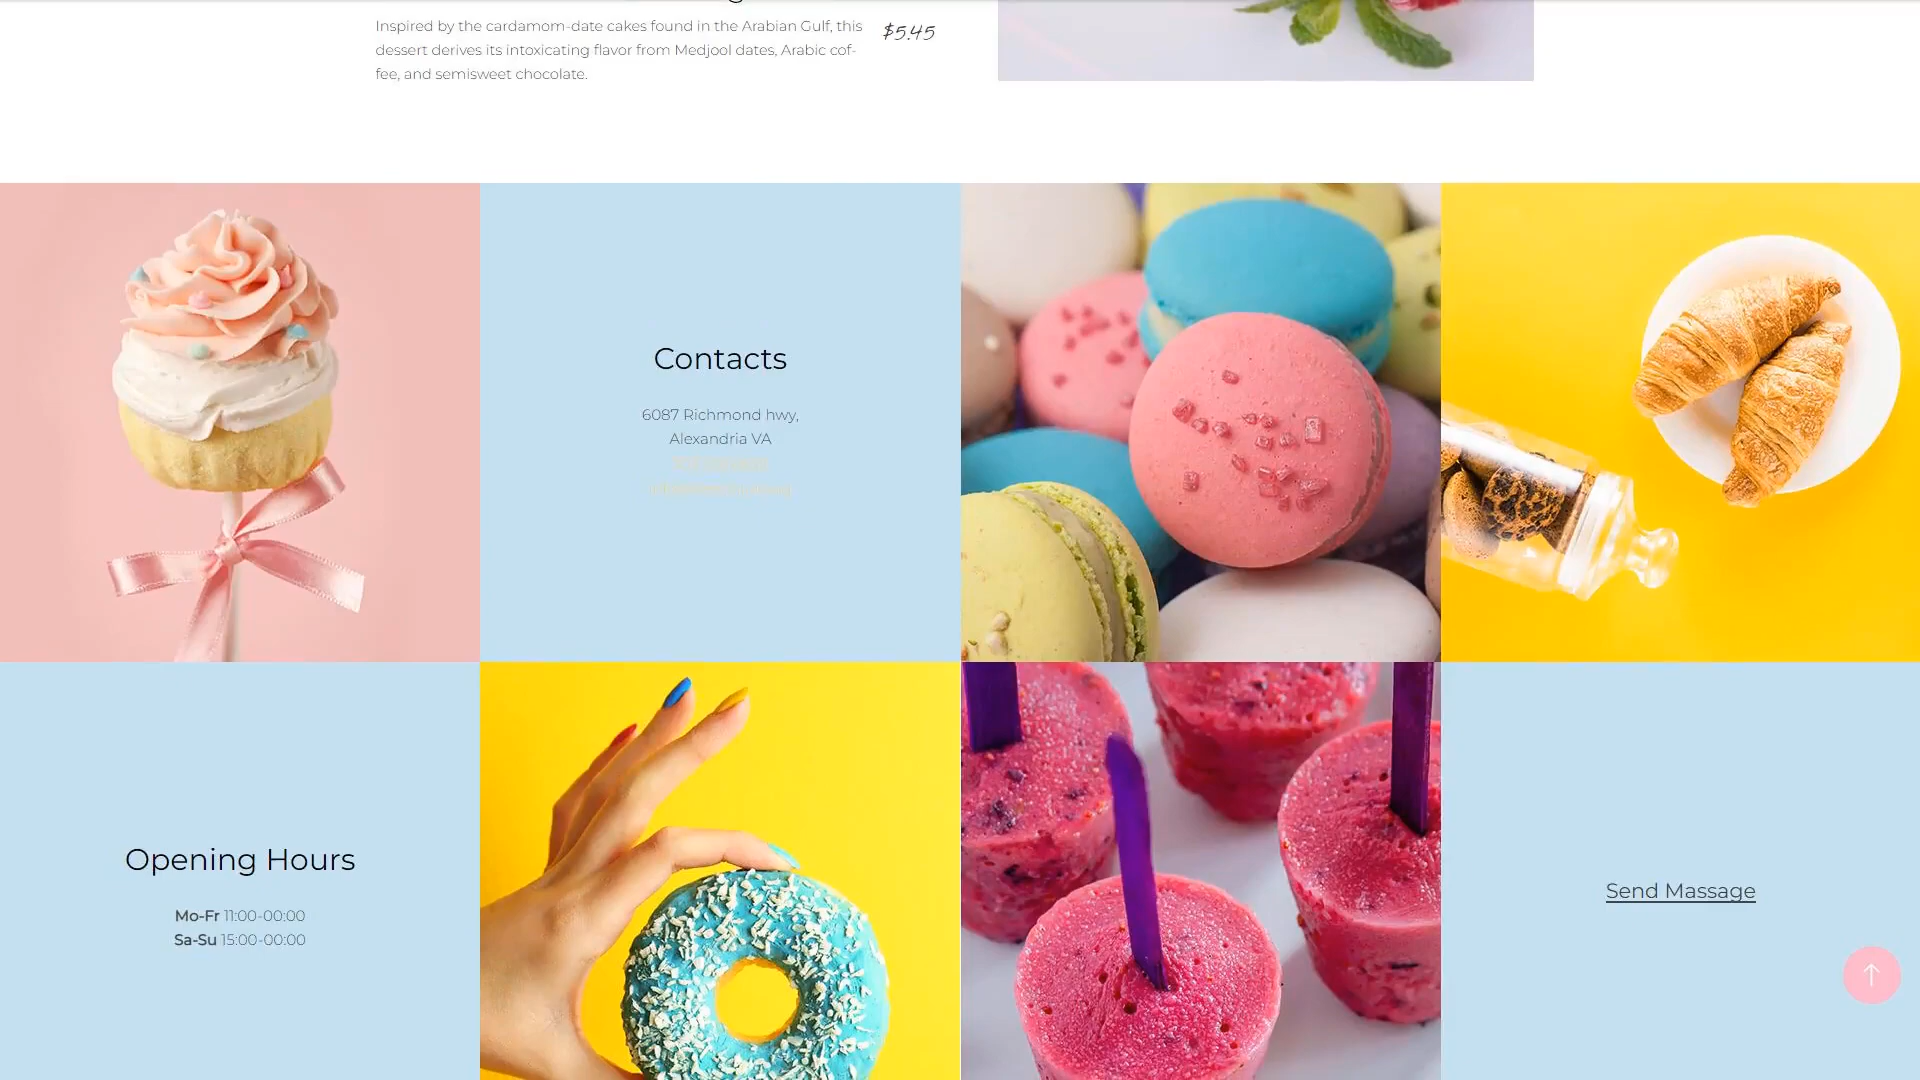 Inspired by the cardamom-date cakes found in the Arabian Gulf, this
dessert derives its intoxicating flavor from Medjool dates, Arabic cof-
fee, and semisweet chocolate.
$5.45
Contacts
6087 Richmond hwy,
Alexandria VA
Opening Hours
Mo-Fr 11:00-00:00
Sa-Su 15:00-00:00
Send Massage